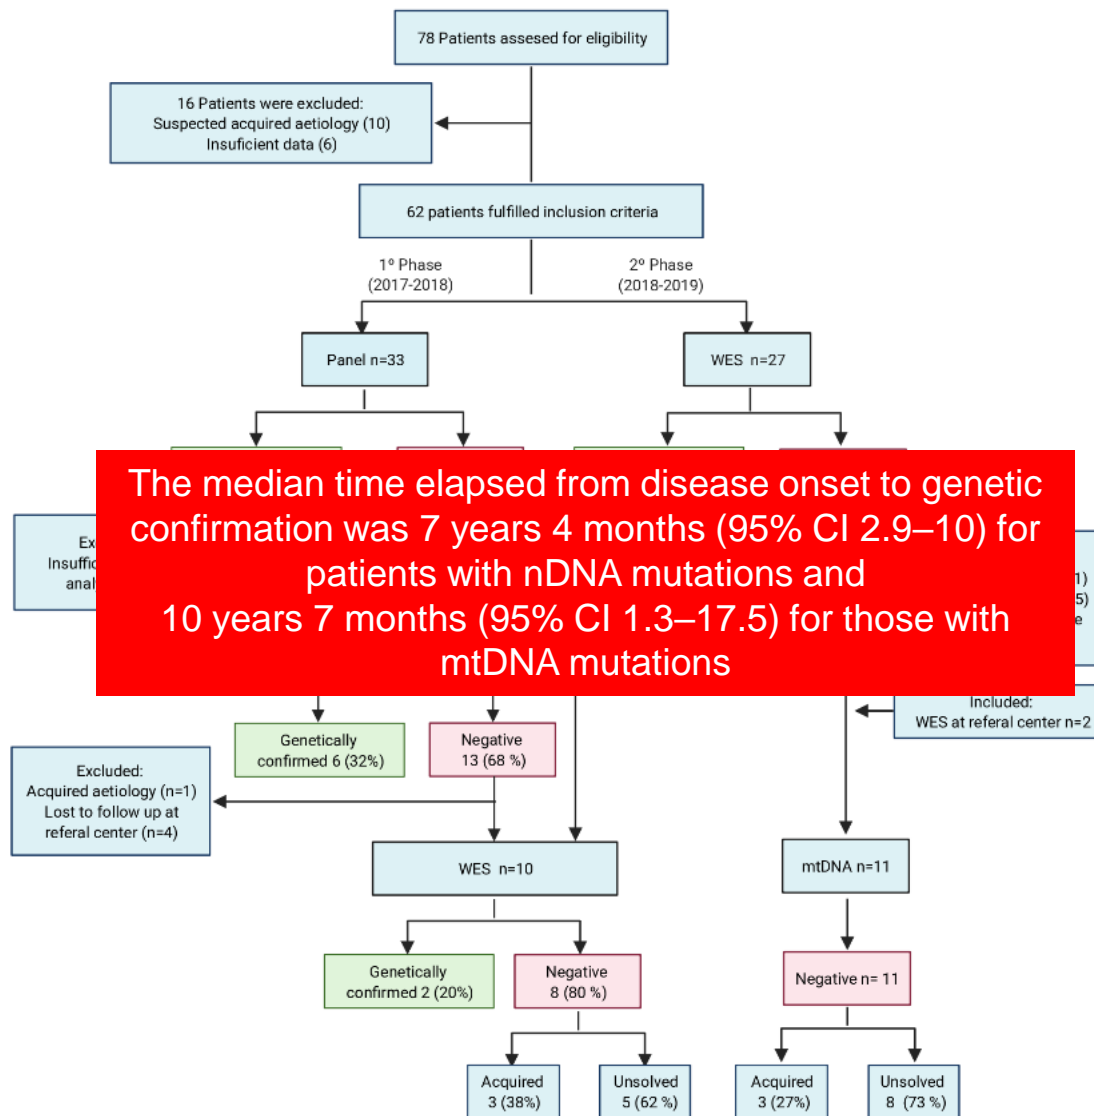 78 Patients assesed for eligibility
16 Patients were excluded:
Suspected acquired aetiology (10)
Insuficient data (6)
62 patients fulfilled inclusion criteria
1º Phase
(2017-2018)
2º Phase
(2018-2019)
Panel n=33
WES n=27
The median time elapsed from disease onset to genetic
confirmation was 7 years 4 months (95% CI 2.9–10) for
patients with nDNA mutations and
10 years 7 months (95% CI 1.3–17.5) for those with
mtDNA mutations
Included:
WES at referal center n=2
Genetically
confirmed 6 (32%)
Negative
13 (68 %)
Excluded:
Acquired aetiology (n=1)
Lost to follow up at
referal center (n=4)
WES n=10
mtDNA n=11
Genetically
confirmed 2 (20%)
Negative
8 (80 %)
Negative n= 11
Acquired
3 (38%)
Unsolved
5 (62 %)
Acquired
3 (27%)
Unsolved
8 (73 %)